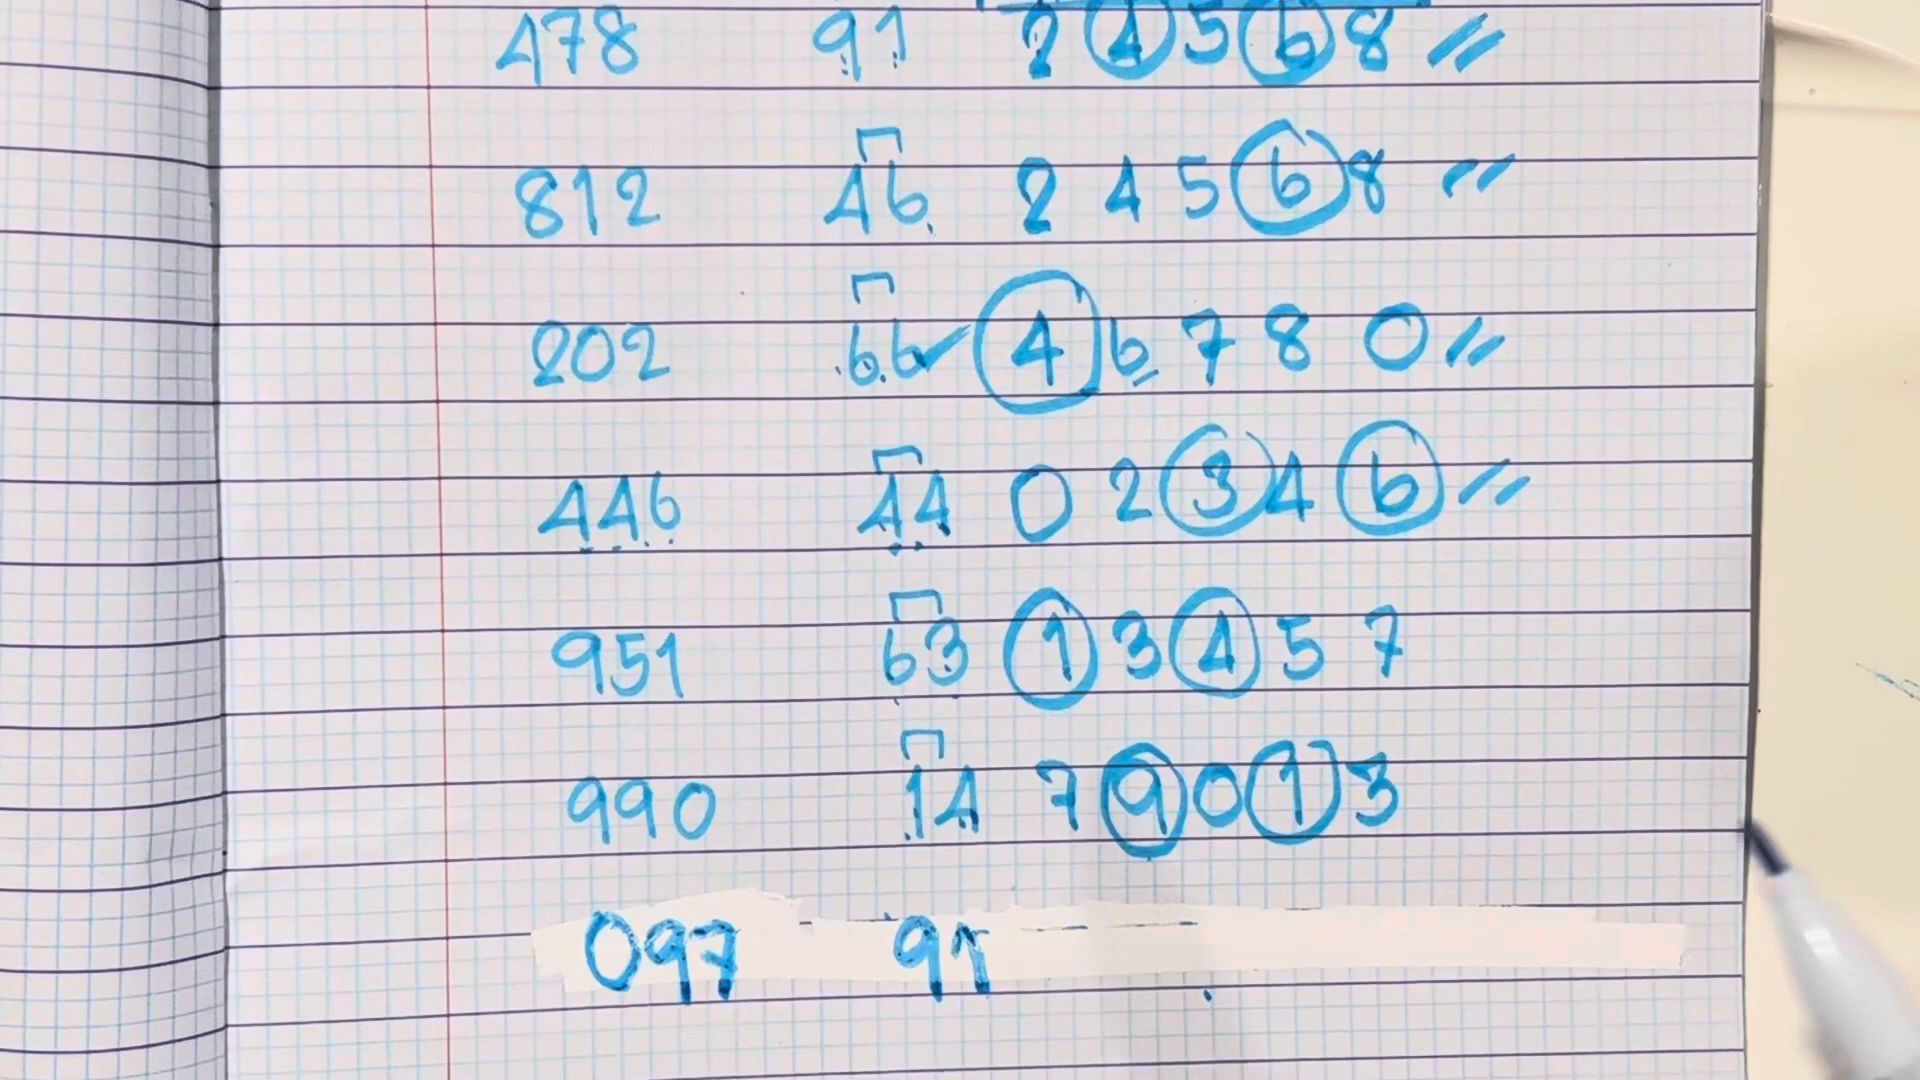 478 91 2 4 5 6 8 //
812 46 2 4 5 6 8 //
202 66 ✓ 4 6 7 8 0 //
446 44 0 2 3 4 6 //
951 63 1 3 4 5 7
990 14 7 9 0 1 3
097 91